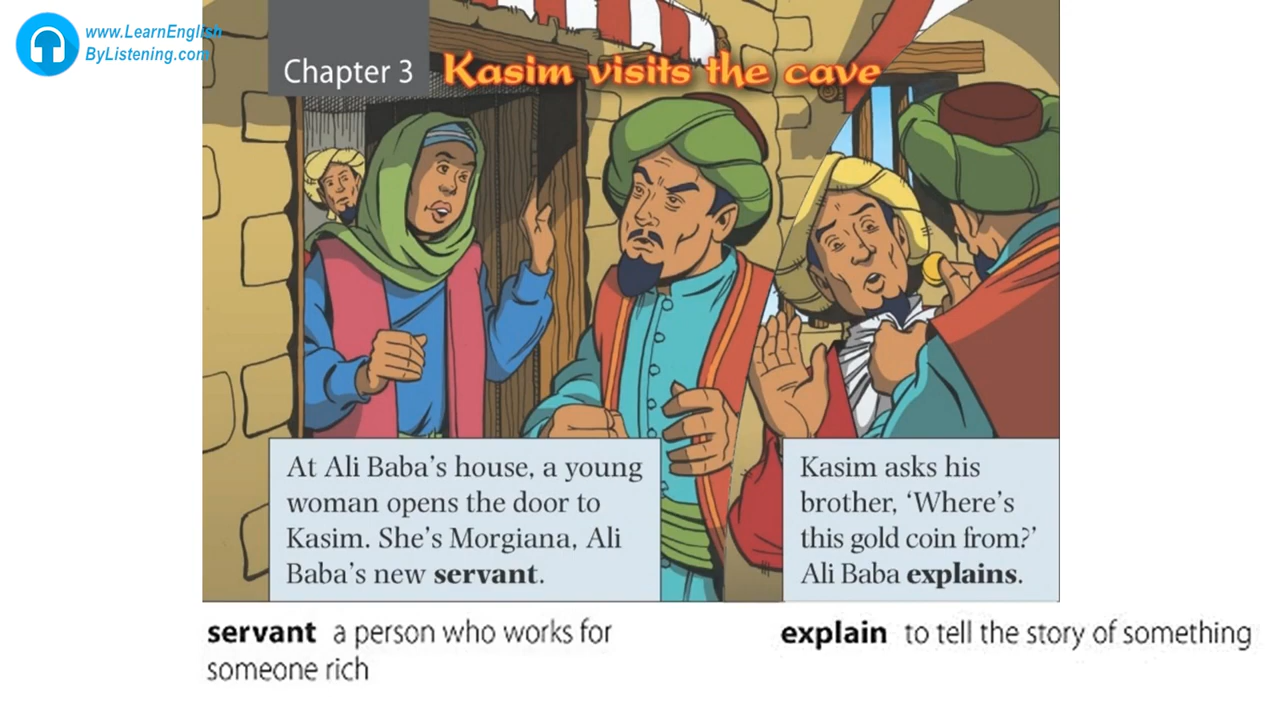 www.LearnEnglish
ByListening.com
Chapter 3
Kasim visits the cave
At Ali Baba’s house, a young
woman opens the door to
Kasim. She’s Morgiana, Ali
Baba’s new servant.
Kasim asks his
brother, ‘Where’s
this gold coin from?’
Ali Baba explains.
servant a person who works for
someone rich
explain to tell the story of something